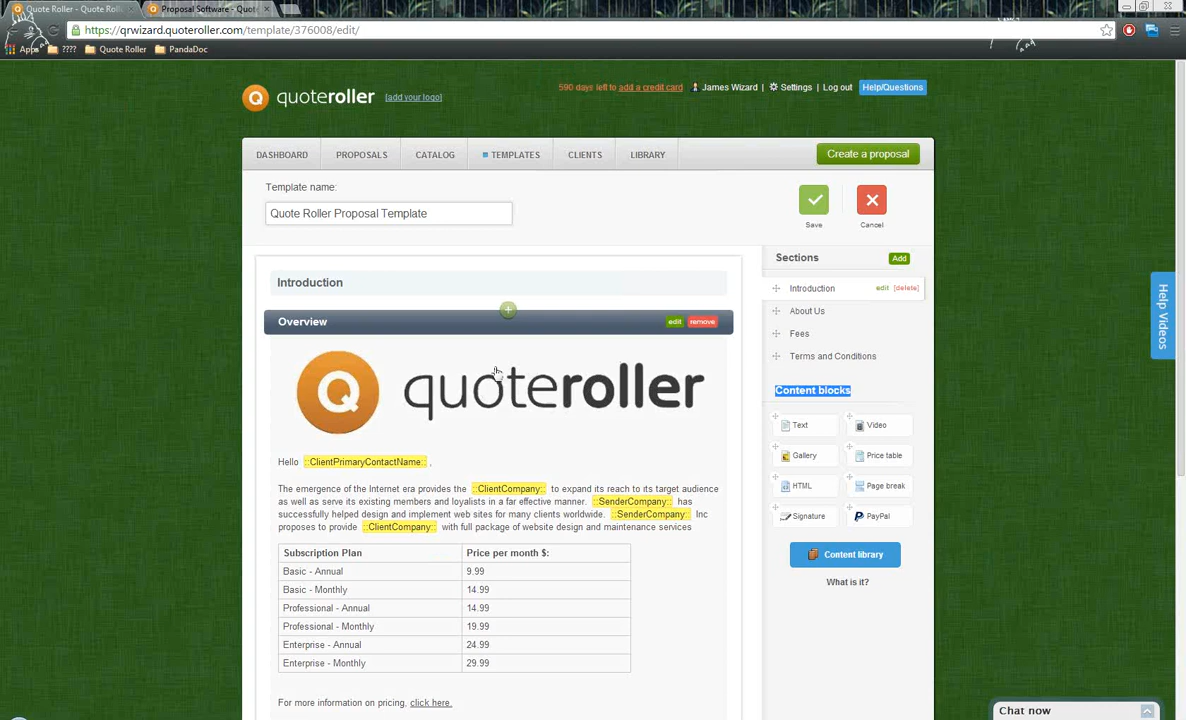 Quote Roller - Quote Roll
Proposal Software - Quot
https://qrwizard.quoteroller.com/template/376008/edit/
Apps
????
Quote Roller
PandaDoc
quoteroller
[add your logo]
590 days left to add a credit card
James Wizard
Settings
Log out
Help/Questions
DASHBOARD
PROPOSALS
CATALOG
TEMPLATES
CLIENTS
LIBRARY
Create a proposal
Template name:
Quote Roller Proposal Template
Save
Cancel
Introduction
Overview
edit
remove
quoteroller
Hello ::ClientPrimaryContactName:: ,
The emergence of the Internet era provides the ::ClientCompany:: to expand its reach to its target audience
as well as serve its existing members and loyalists in a far effective manner. ::SenderCompany:: has
successfully helped design and implement web sites for many clients worldwide. ::SenderCompany:: Inc
proposes to provide ::ClientCompany:: with full package of website design and maintenance services
Subscription Plan Price per month $:
Basic - Annual 9.99
Basic - Monthly 14.99
Professional - Annual 14.99
Professional - Monthly 19.99
Enterprise - Annual 24.99
Enterprise - Monthly 29.99
For more information on pricing, click here.
Sections
Add
Introduction
edit
[delete]
About Us
Fees
Terms and Conditions
Content blocks
Text
Video
Gallery
Price table
HTML
Page break
Signature
PayPal
Content library
What is it?
Help Videos
Chat now